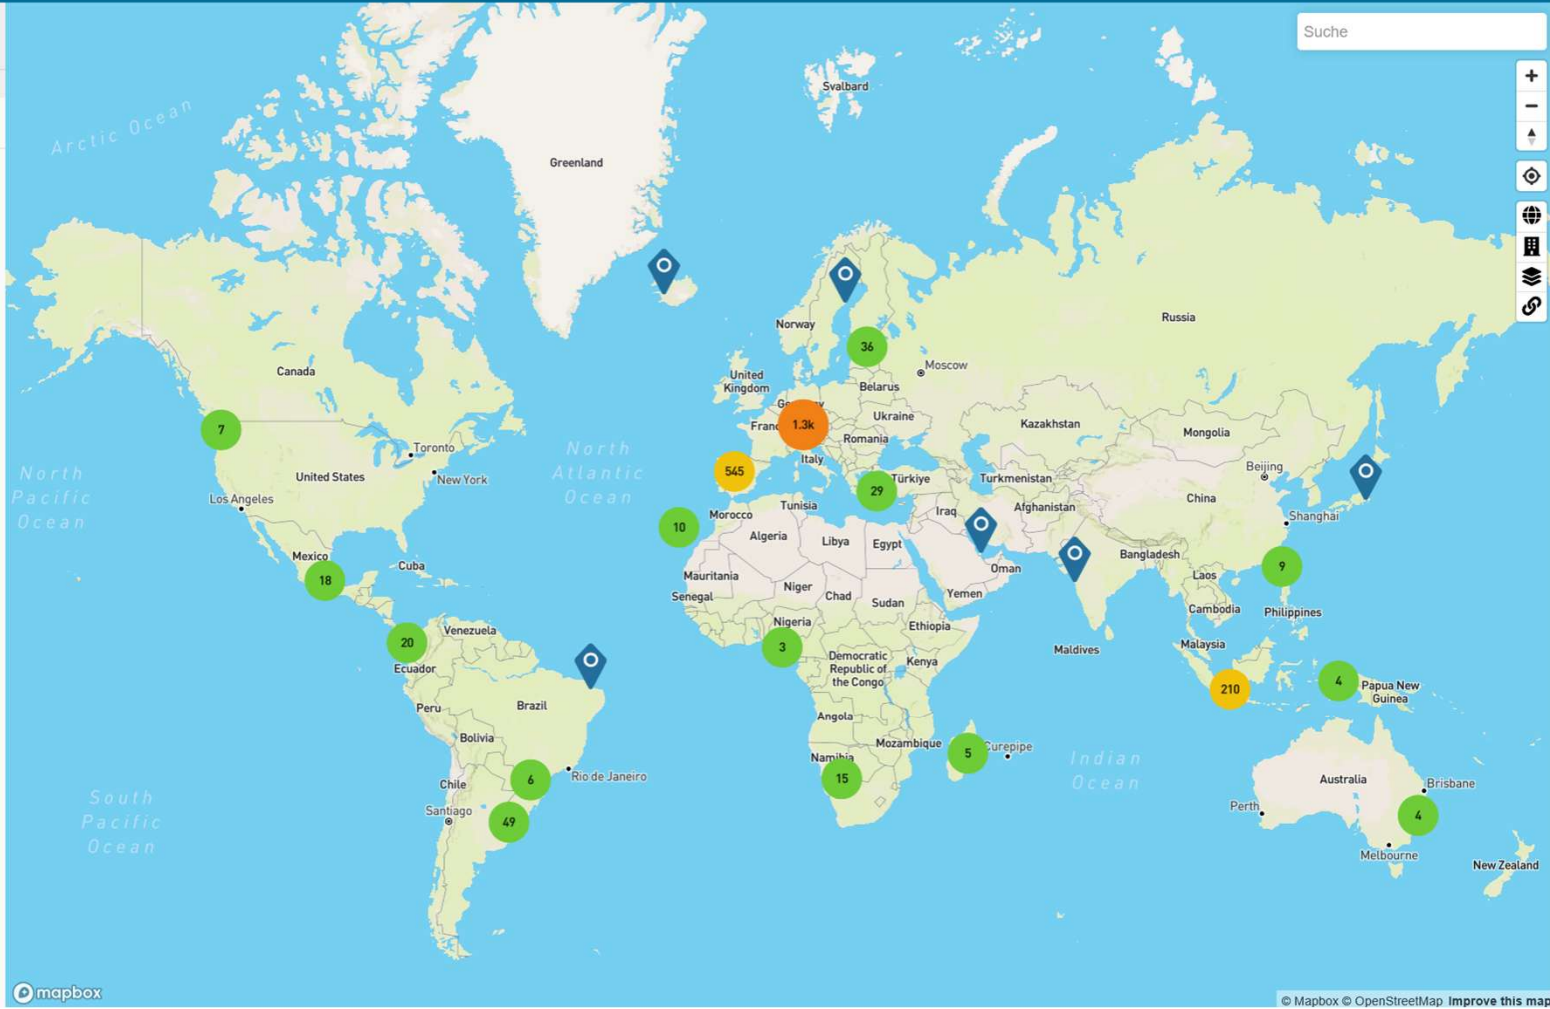 Suche
Svalbard
Arctic Ocean
Greenland
Russia
Norway
36
Moscow
Canada
United
Kingdom
Belarus
Ukraine
Kazakhstan
Mongolia
7
1.3k
Romania
Toronto
North
Atlantic
Ocean
Italy
545
Beijing
North
Pacific
Ocean
United States
New York
29
Türkiye
Turkmenistan
China
Los Angeles
Tunisia
Iraq
Afghanistan
Morocco
10
Shanghai
Algeria
Libya
Egypt
Mexico
Cuba
Bangladesh
9
18
Mauritania
Niger
Oman
Laos
Senegal
Chad
Sudan
Yemen
Cambodia
Philippines
20
Venezuela
Nigeria
Ethiopia
3
Maldives
Malaysia
Ecuador
Democratic
Republic of
the Congo
Kenya
210
4
Papua New
Guinea
Peru
Brazil
Angola
Bolivia
Namibia
Mozambique
5
Curepipe
Indian
Ocean
Chile
6
Rio de Janeiro
15
Australia
Brisbane
South
Pacific
Ocean
Santiago
49
Perth
4
Melbourne
New Zealand
mapbox
© Mapbox © OpenStreetMap Improve this map